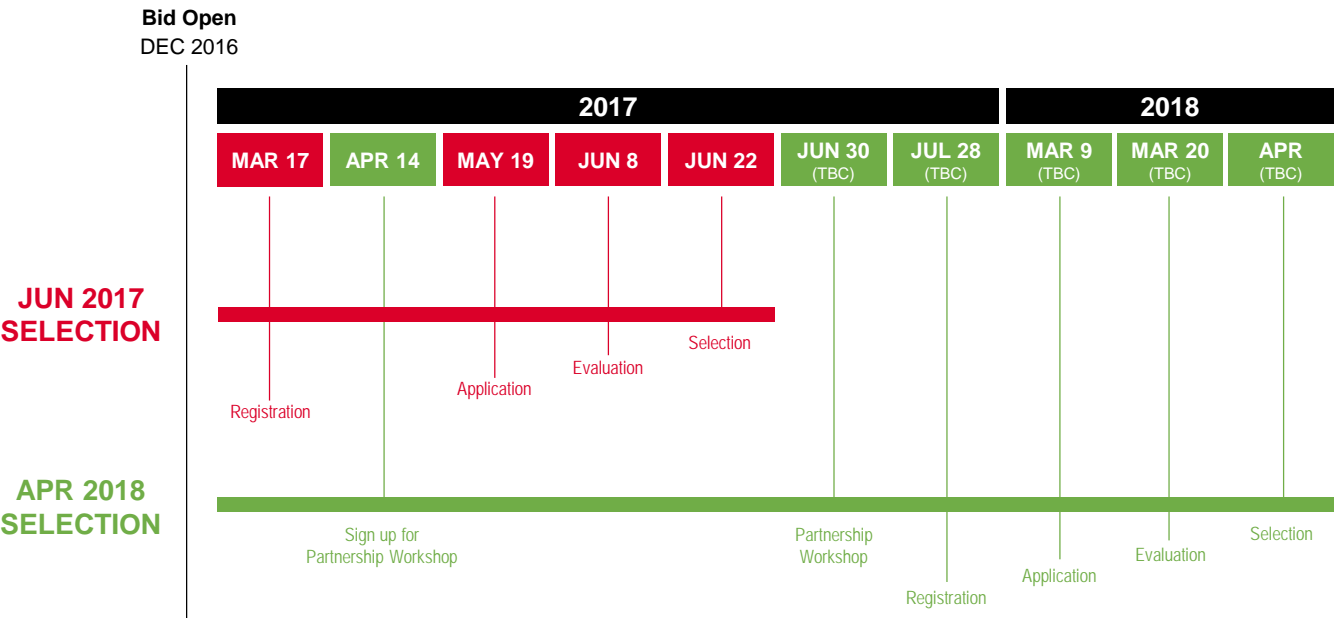 Bid Open
DEC 2016
2017
2018
MAR 17
APR 14
MAY 19
JUN 8
JUN 22
JUN 30
(TBC)
JUL 28
(TBC)
MAR 9
(TBC)
MAR 20
(TBC)
APR
(TBC)
JUN 2017
SELECTION
Registration
Application
Evaluation
Selection
APR 2018
SELECTION
Sign up for
Partnership Workshop
Partnership
Workshop
Registration
Application
Evaluation
Selection